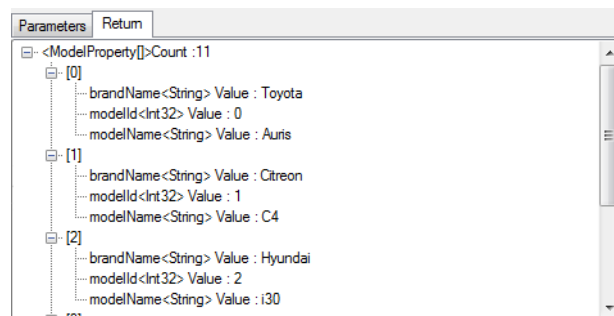 Parameters Return
<ModelProperty[]>Count :11
[0]
brandName<String> Value : Toyota
modelId<Int32> Value : 0
modelName<String> Value : Auris
[1]
brandName<String> Value : Citreon
modelId<Int32> Value : 1
modelName<String> Value : C4
[2]
brandName<String> Value : Hyundai
modelId<Int32> Value : 2
modelName<String> Value : i30